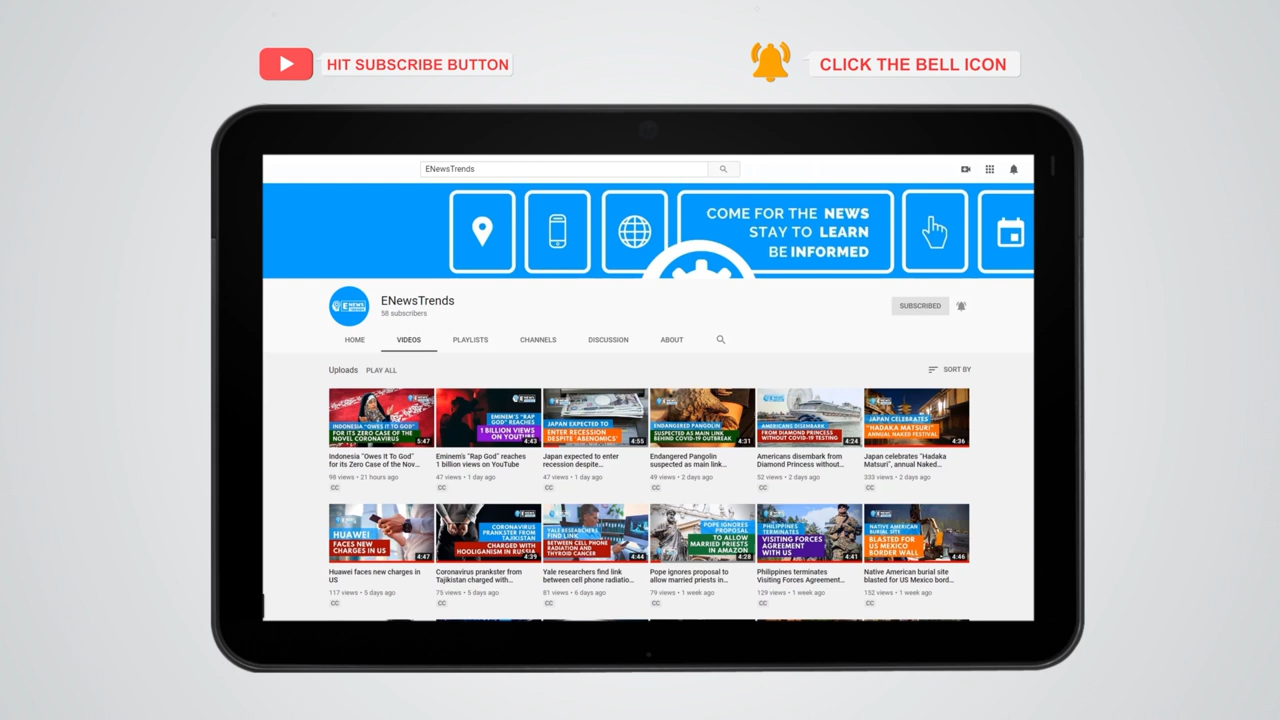 HIT SUBSCRIBE BUTTON
CLICK THE BELL ICON
ENewsTrends
COME FOR THE NEWS
STAY TO LEARN
BE INFORMED
ENewsTrends
58 subscribers
SUBSCRIBED
HOME VIDEOS PLAYLISTS CHANNELS DISCUSSION ABOUT
Uploads PLAY ALL
SORT BY
INDONESIA "OWES IT TO GOD"
FOR ITS ZERO CASE OF THE
NOVEL CORONAVIRUS
5:47
EMINEM'S "RAP
GOD" REACHES
1 BILLION VIEWS
ON YOUTUBE
4:43
JAPAN EXPECTED TO
ENTER RECESSION
DESPITE 'ABENOMICS'
4:55
ENDANGERED PANGOLIN
SUSPECTED AS MAIN LINK
BEHIND COVID-19 OUTBREAK
4:31
AMERICANS DISEMBARK
FROM DIAMOND PRINCESS
WITHOUT COVID-19 TESTING
4:24
JAPAN CELEBRATES
"HADAKA MATSURI"
ANNUAL NAKED FESTIVAL
4:36
Indonesia "Owes It To God"
for its Zero Case of the Nov...
98 views • 21 hours ago
CC
Eminem's "Rap God" reaches
1 billion views on YouTube
47 views • 1 day ago
CC
Japan expected to enter
recession despite...
47 views • 1 day ago
CC
Endangered Pangolin
suspected as main link...
49 views • 2 days ago
CC
Americans disembark from
Diamond Princess without...
52 views • 2 days ago
CC
Japan celebrates "Hadaka
Matsuri", annual Naked...
333 views • 2 days ago
CC
HUAWEI
FACES NEW
CHARGES IN US
4:47
CORONAVIRUS
PRANKSTER FROM
TAJIKISTAN
CHARGED WITH
HOOLIGANISM IN RUSSIA
4:39
YALE RESEARCHERS
FIND LINK
BETWEEN CELL PHONE
RADIATION AND
THYROID CANCER
4:44
POPE IGNORES
PROPOSAL
TO ALLOW
MARRIED PRIESTS
IN AMAZON
4:28
PHILIPPINES
TERMINATES
VISITING FORCES
AGREEMENT
WITH US
4:41
NATIVE AMERICAN
BURIAL SITE
BLASTED FOR
US MEXICO
BORDER WALL
4:46
Huawei faces new charges in
US
117 views • 5 days ago
CC
Coronavirus prankster from
Tajikistan charged with...
75 views • 5 days ago
CC
Yale researchers find link
between cell phone radiatio...
81 views • 6 days ago
CC
Pope ignores proposal to
allow married priests in...
79 views • 1 week ago
CC
Philippines terminates
Visiting Forces Agreement...
129 views • 1 week ago
CC
Native American burial site
blasted for US Mexico bord...
152 views • 1 week ago
CC